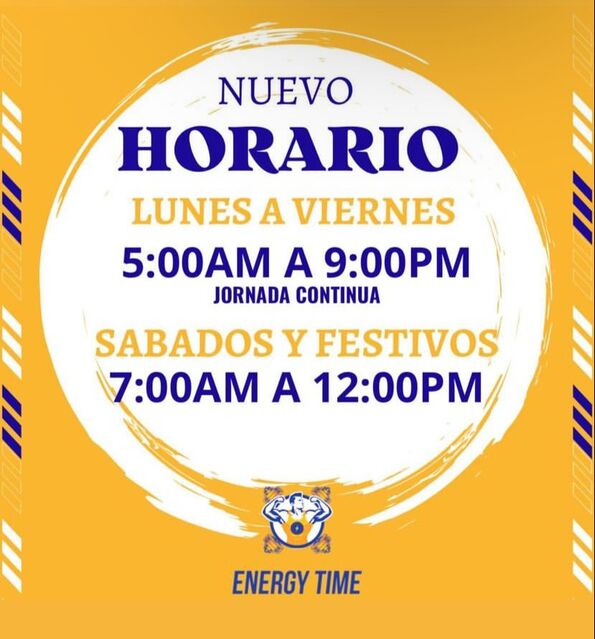 NUEVO
HORARIO
LUNES A VIERNES
5:00AM A 9:00PM
JORNADA CONTINUA
SABADOS Y FESTIVOS
7:00AM A 12:00PM
ENERGY TIME